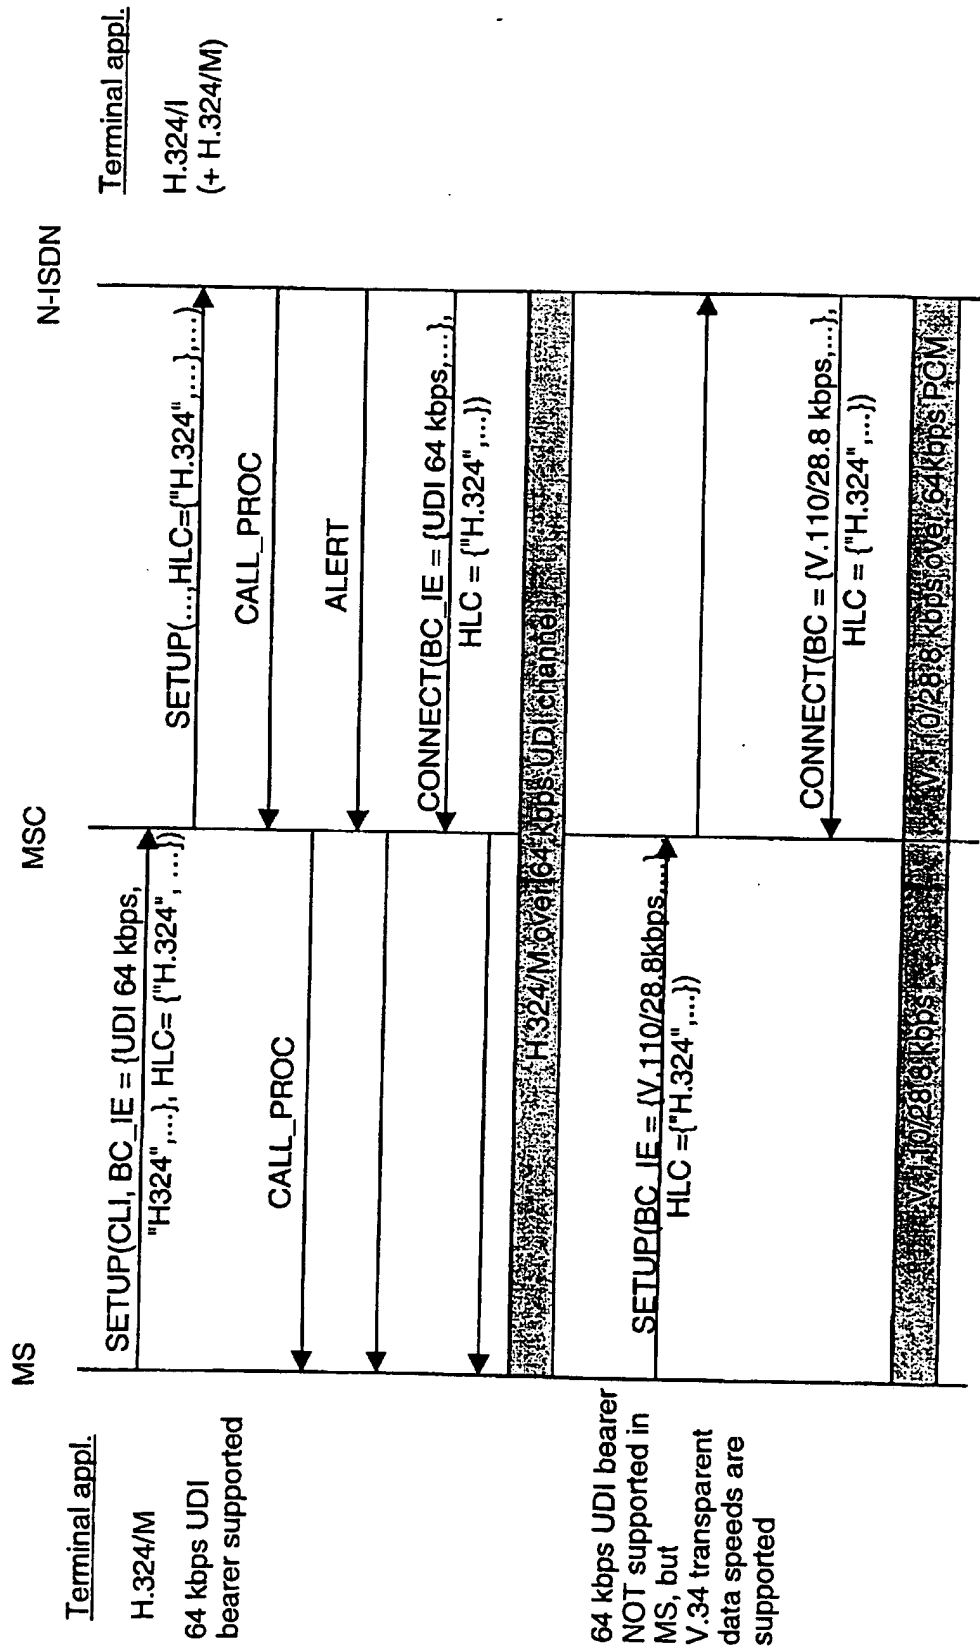 MS
MSC
N-ISDN
Terminal appl.
H.324/M
64 kbps UDI
bearer supported
Terminal appl.
H.324/I
(+ H.324/M)
SETUP(CLI, BC_IE = {UDI 64 kbps,
"H324",...}, HLC= {"H.324", ...})
SETUP(...,HLC={"H.324",...},...)
CALL_PROC
CALL_PROC
ALERT
CONNECT(BC_IE = {UDI 64 kbps,...},
HLC = {"H.324",...})
H.324/M over 64 kbps UDI channel
64 kbps UDI bearer
NOT supported in
MS, but
V.34 transparent
data speeds are
supported
SETUP(BC_IE = {V.110/28.8kbps,...}
HLC ={"H.324",...})
CONNECT(BC = {V.110/28.8 kbps,...},
HLC = {"H.324",...})
V.110/28.8 kbps
V.110/28.8 kbps over 64kbps PCM